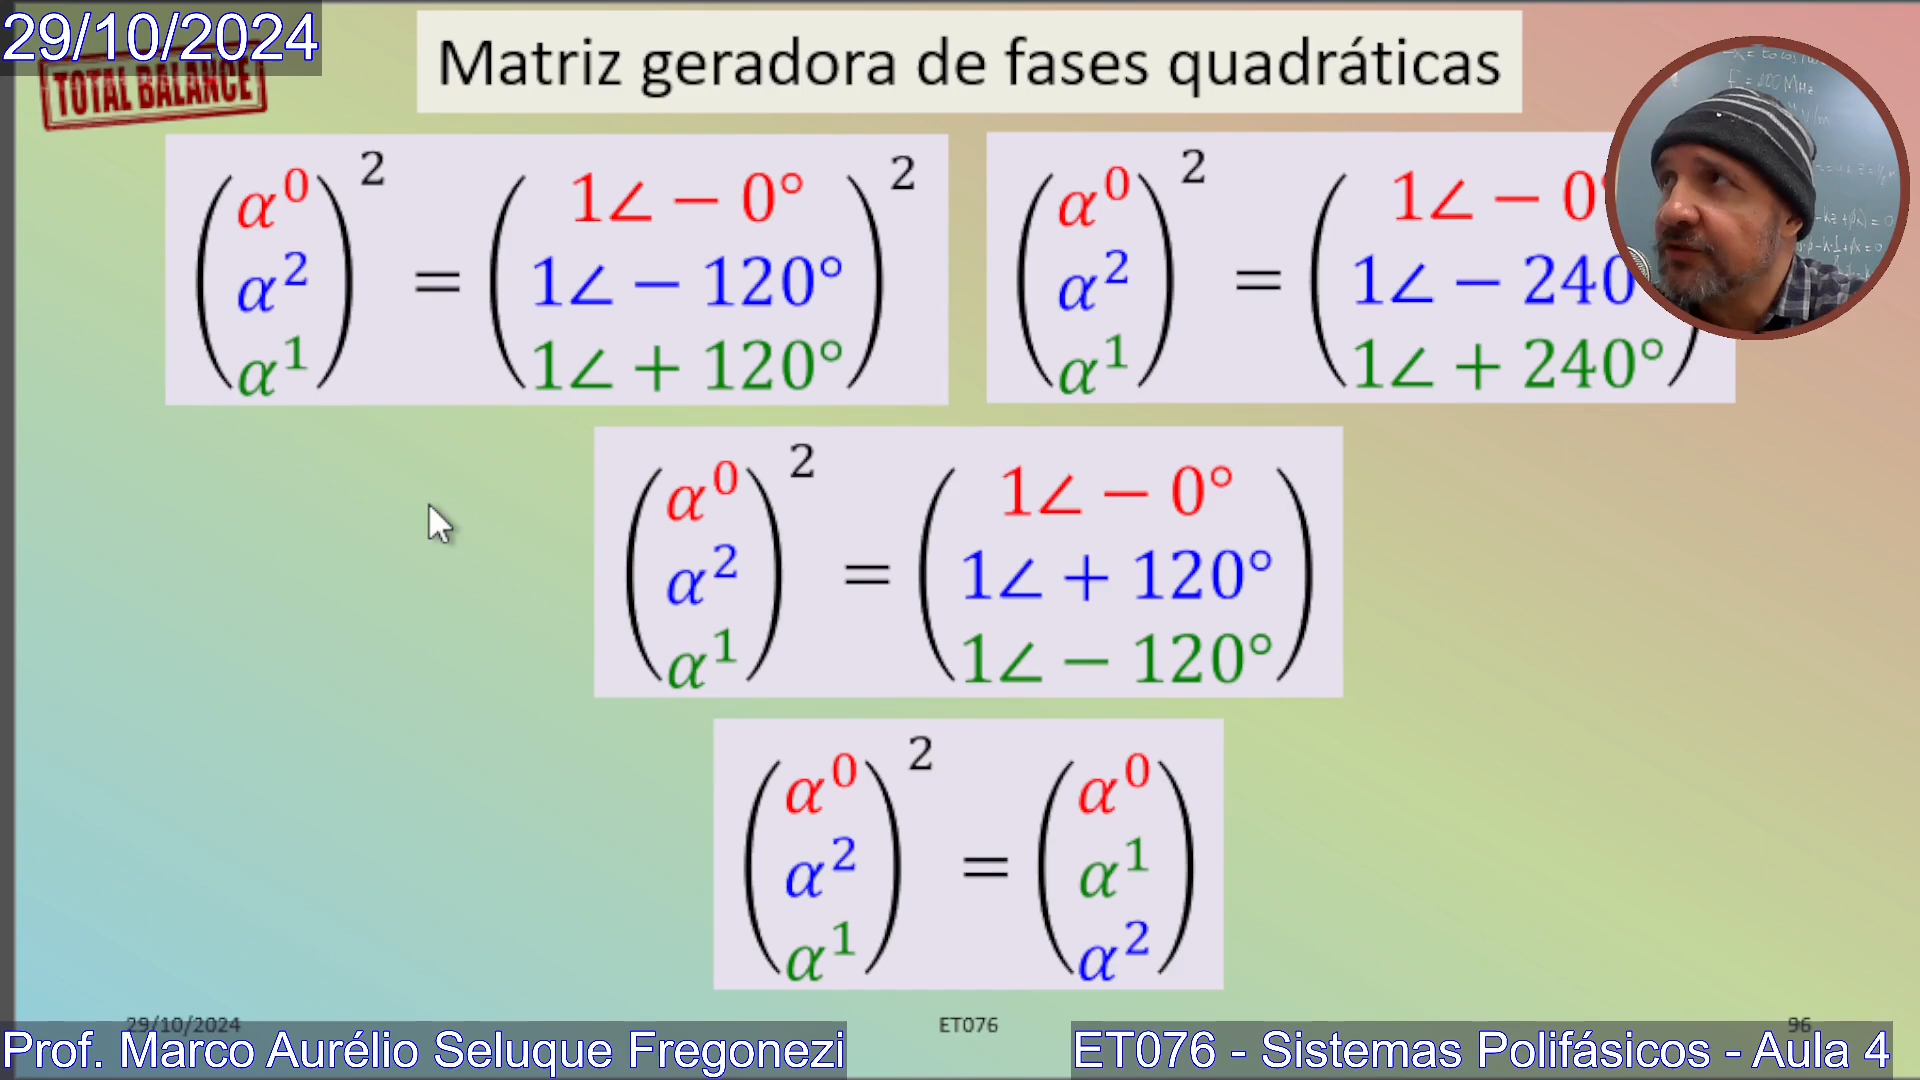 29/10/2024
TOTAL BALANCE
Matriz geradora de fases quadráticas
(α⁰ α² α¹)² = (1∠ − 0° 1∠ − 120° 1∠ + 120°)²
(α⁰ α² α¹)² = (1∠ − 0° 1∠ − 240 1∠ + 240°)
(α⁰ α² α¹)² = (1∠ − 0° 1∠ + 120° 1∠ − 120°)
(α⁰ α² α¹)² = (α⁰ α¹ α²)
29/10/2024
ET076
96
Prof. Marco Aurélio Seluque Fregonezi
ET076 - Sistemas Polifásicos - Aula 4